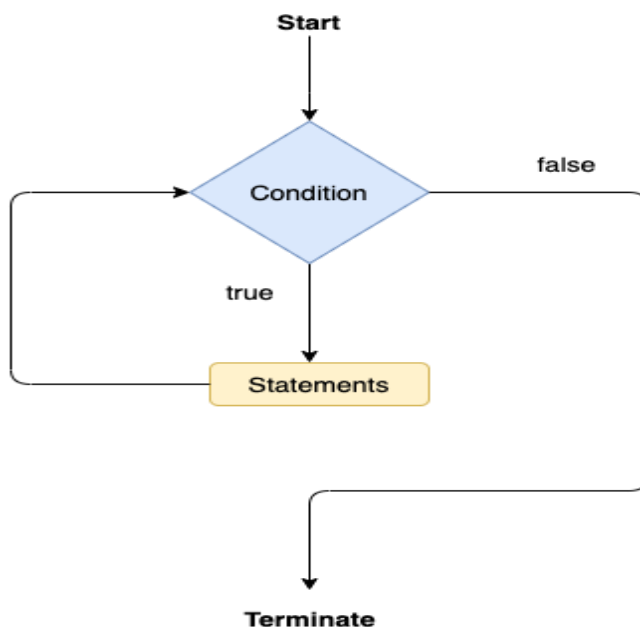 Start
Condition
false
true
Statements
Terminate